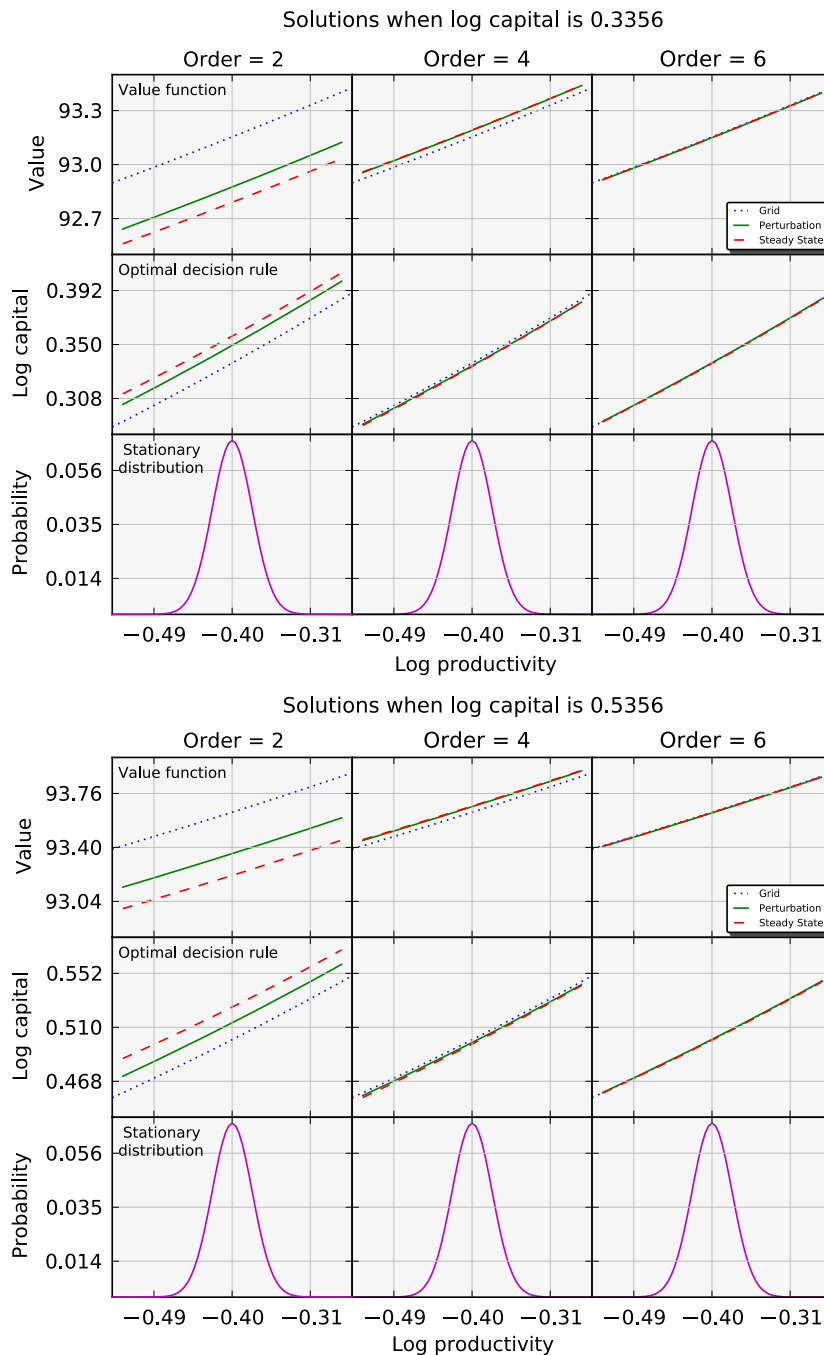 Solutions when log capital is 0.3356
Order = 2 Order = 4 Order = 6
Value function
Value
93.3
93.0
92.7
Grid
Perturbation
Steady State
Optimal decision rule
Log capital
0.392
0.350
0.308
Stationary
distribution
Probability
0.056
0.035
0.014
−0.49 −0.40 −0.31 −0.49 −0.40 −0.31 −0.49 −0.40 −0.31
Log productivity
Solutions when log capital is 0.5356
Order = 2 Order = 4 Order = 6
Value function
Value
93.76
93.40
93.04
Grid
Perturbation
Steady State
Optimal decision rule
Log capital
0.552
0.510
0.468
Stationary
distribution
Probability
0.056
0.035
0.014
−0.49 −0.40 −0.31 −0.49 −0.40 −0.31 −0.49 −0.40 −0.31
Log productivity